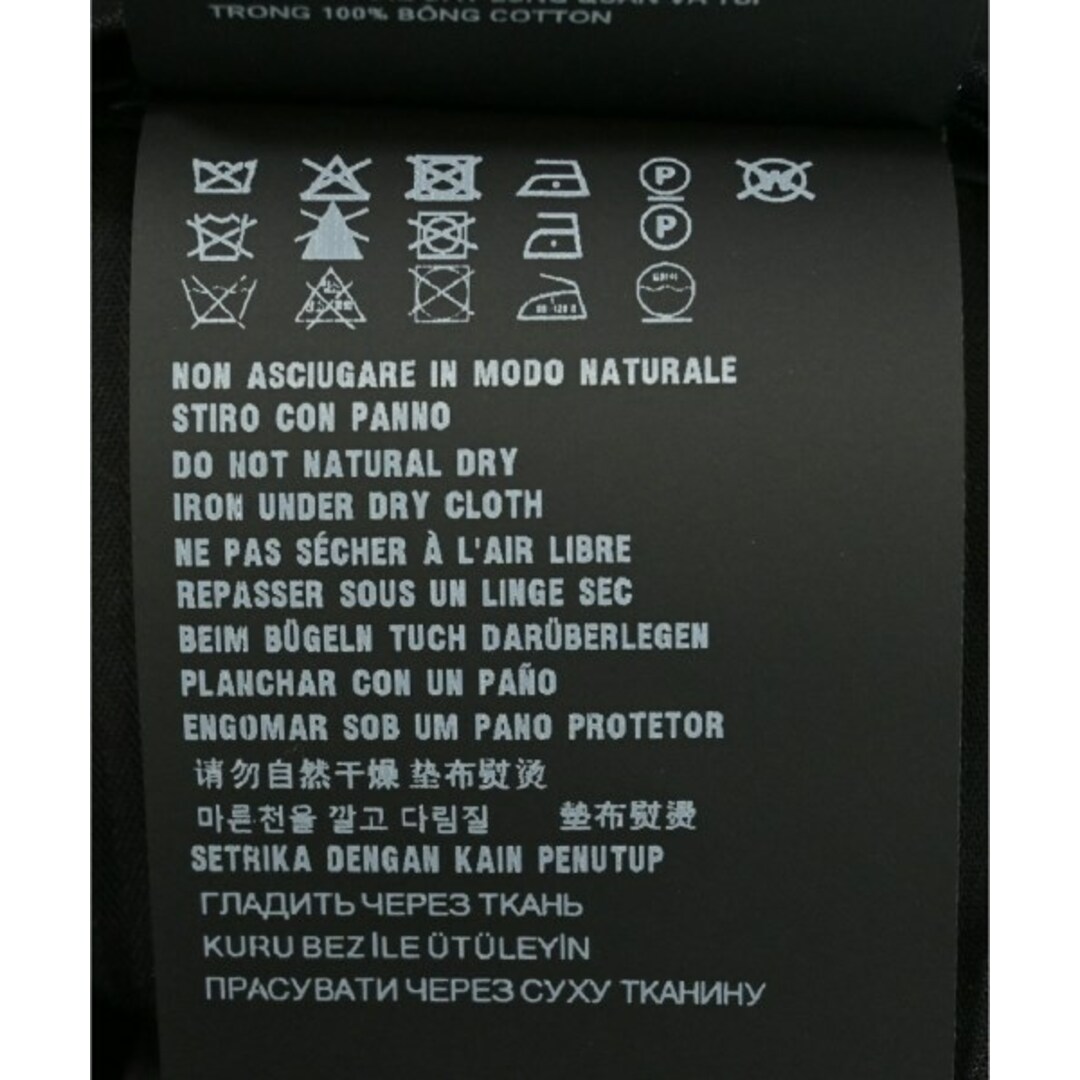 TRONG 100% BÔNG COTTON
P
W
P
NON ASCIUGARE IN MODO NATURALE
STIRO CON PANNO
DO NOT NATURAL DRY
IRON UNDER DRY CLOTH
NE PAS SÉCHER À L'AIR LIBRE
REPASSER SOUS UN LINGE SEC
BEIM BÜGELN TUCH DARÜBERLEGEN
PLANCHAR CON UN PAÑO
ENGOMAR SOB UM PANO PROTETOR
请勿自然干燥 垫布熨烫
마른천을 깔고 다림질 墊布熨燙
SETRIKA DENGAN KAIN PENUTUP
ГЛАДИТЬ ЧЕРЕЗ ТКАНЬ
KURU BEZ İLE ÜTÜLEYİN
ПРАСУВАТИ ЧЕРЕЗ СУХУ ТКАНИНУ